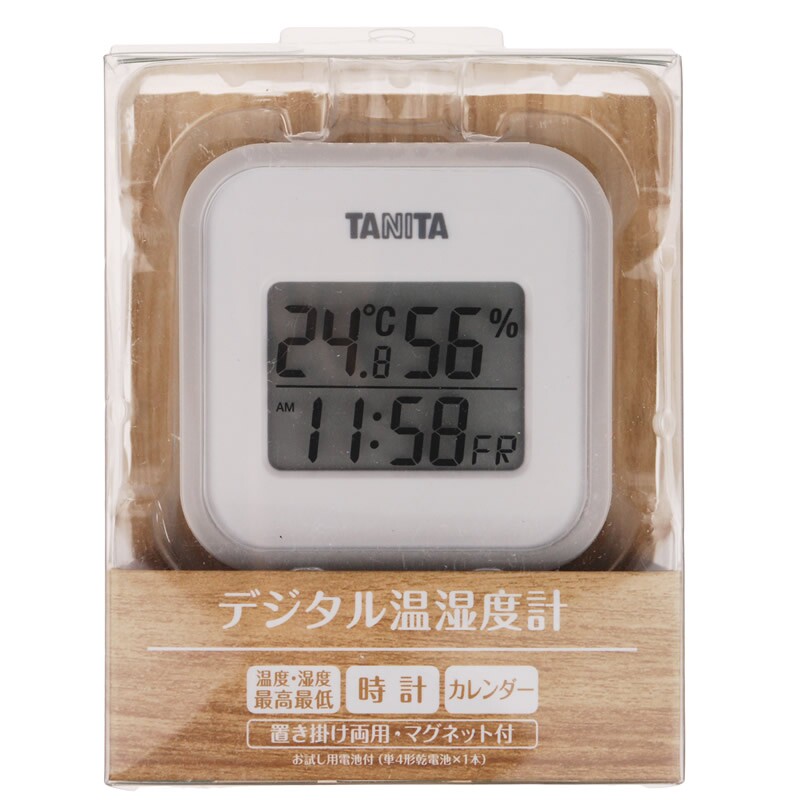 TANITA
24.8℃ 56%
AM 11:58 FR
デジタル温湿度計
温度・湿度
最高最低
時計
カレンダー
置き掛け両用・マグネット付
お試し用電池付(単4形乾電池×1本)